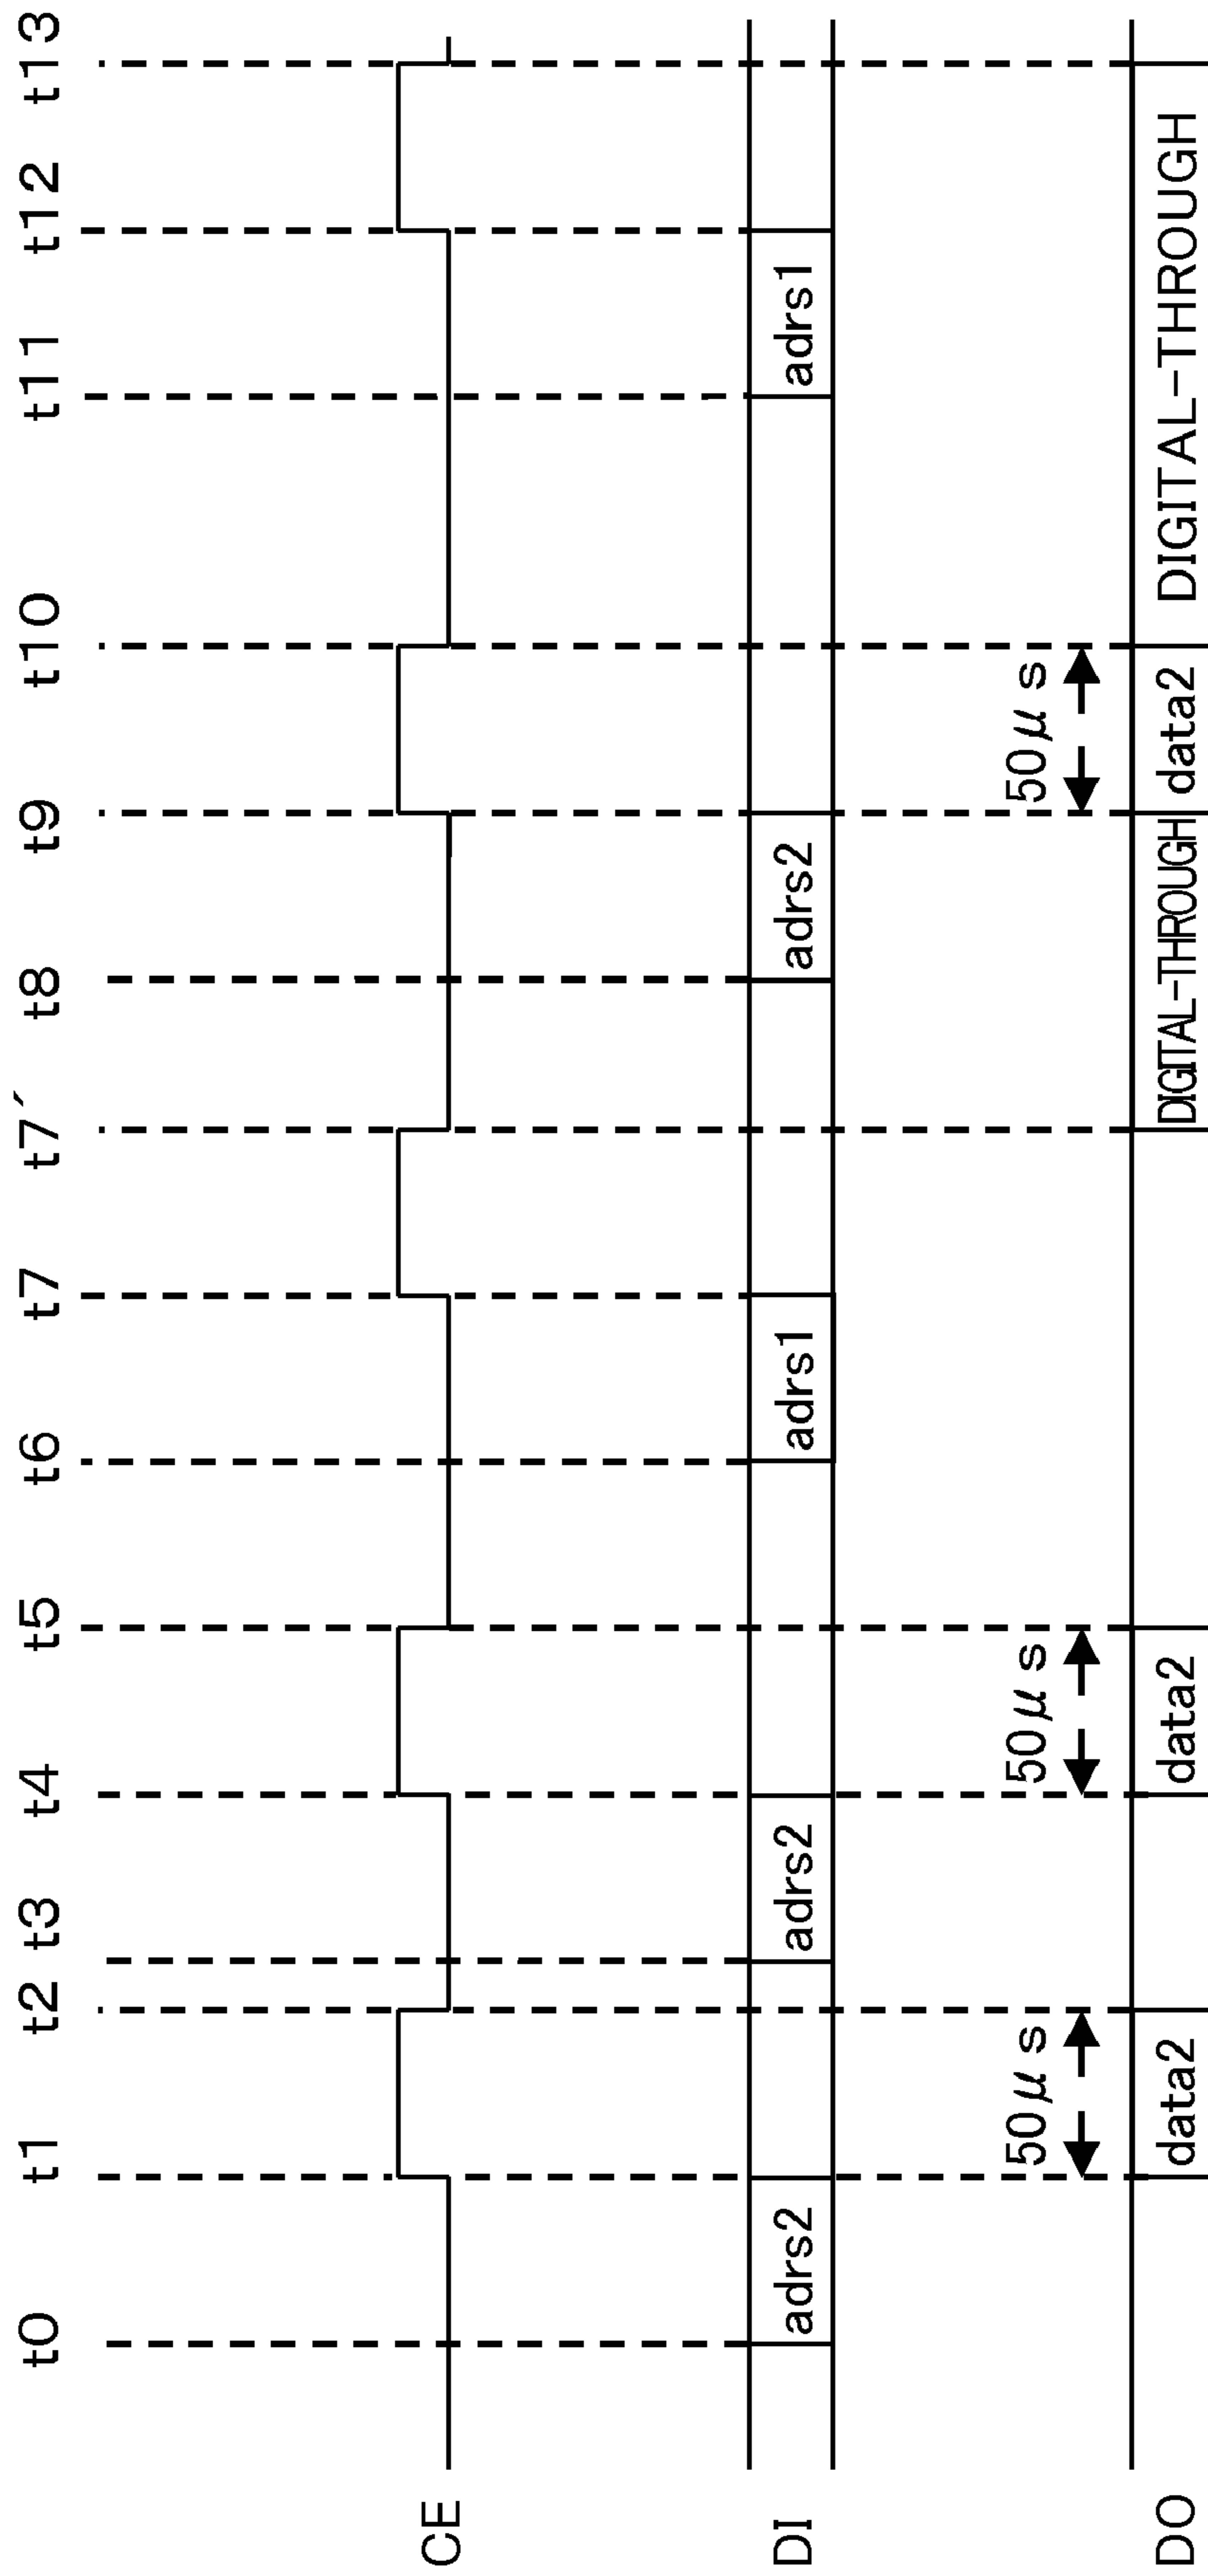 t0 t1 t2 t3 t4 t5 t6 t7 t7´ t8 t9 t10 t11 t12 t13
CE
DI adrs2 adrs2 adrs1 adrs2 adrs1
50μs 50μs 50μs
DO data2 data2 DIGITAL-THROUGH data2 DIGITAL-THROUGH